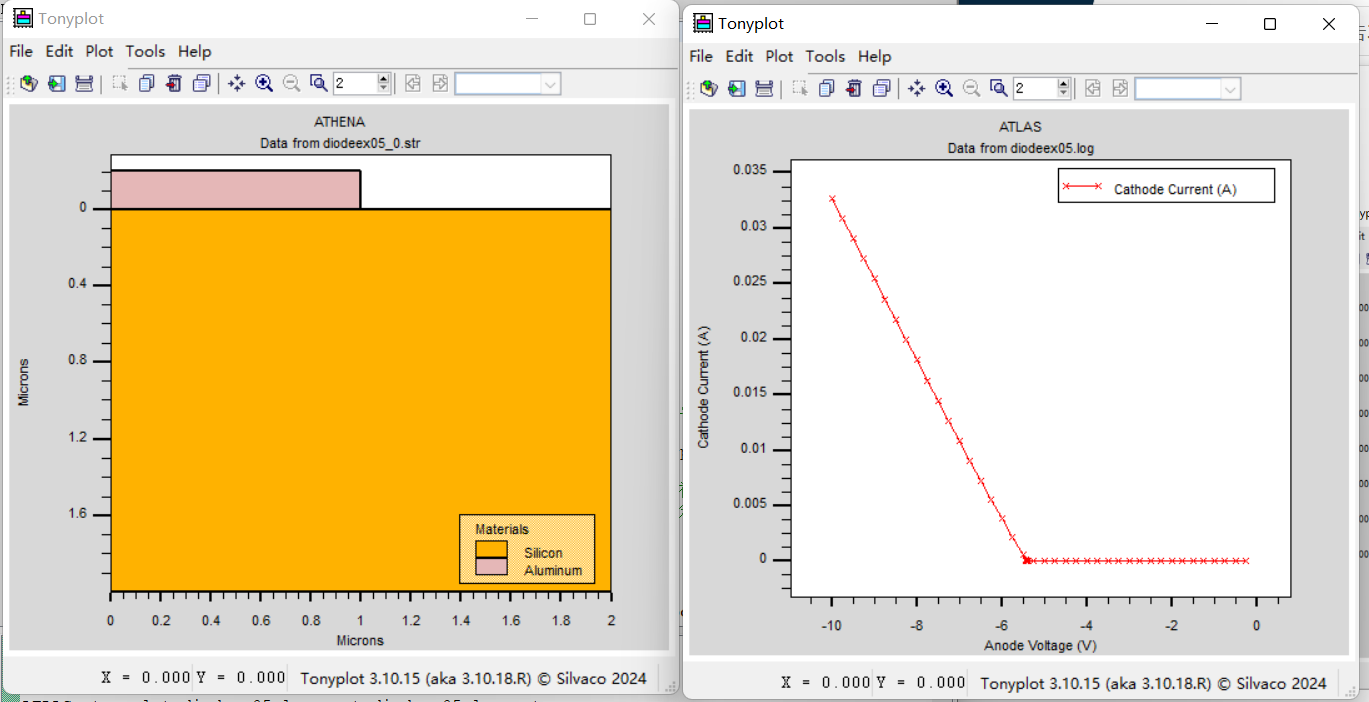 Tonyplot
File Edit Plot Tools Help
2
ATHENA
Data from diodeex05_0.str
0
0.4
0.8
1.2
1.6
Microns
Materials
Silicon
Aluminum
0 0.2 0.4 0.6 0.8 1 1.2 1.4 1.6 1.8 2
Microns
X = 0.000 Y = 0.000 Tonyplot 3.10.15 (aka 3.10.18.R) © Silvaco 2024
Tonyplot
File Edit Plot Tools Help
2
ATLAS
Data from diodeex05.log
Cathode Current (A)
0.035
0.03
0.025
0.02
0.015
0.01
0.005
0
Cathode Current (A)
-10 -8 -6 -4 -2 0
Anode Voltage (V)
X = 0.000 Y = 0.000 Tonyplot 3.10.15 (aka 3.10.18.R) © Silvaco 2024